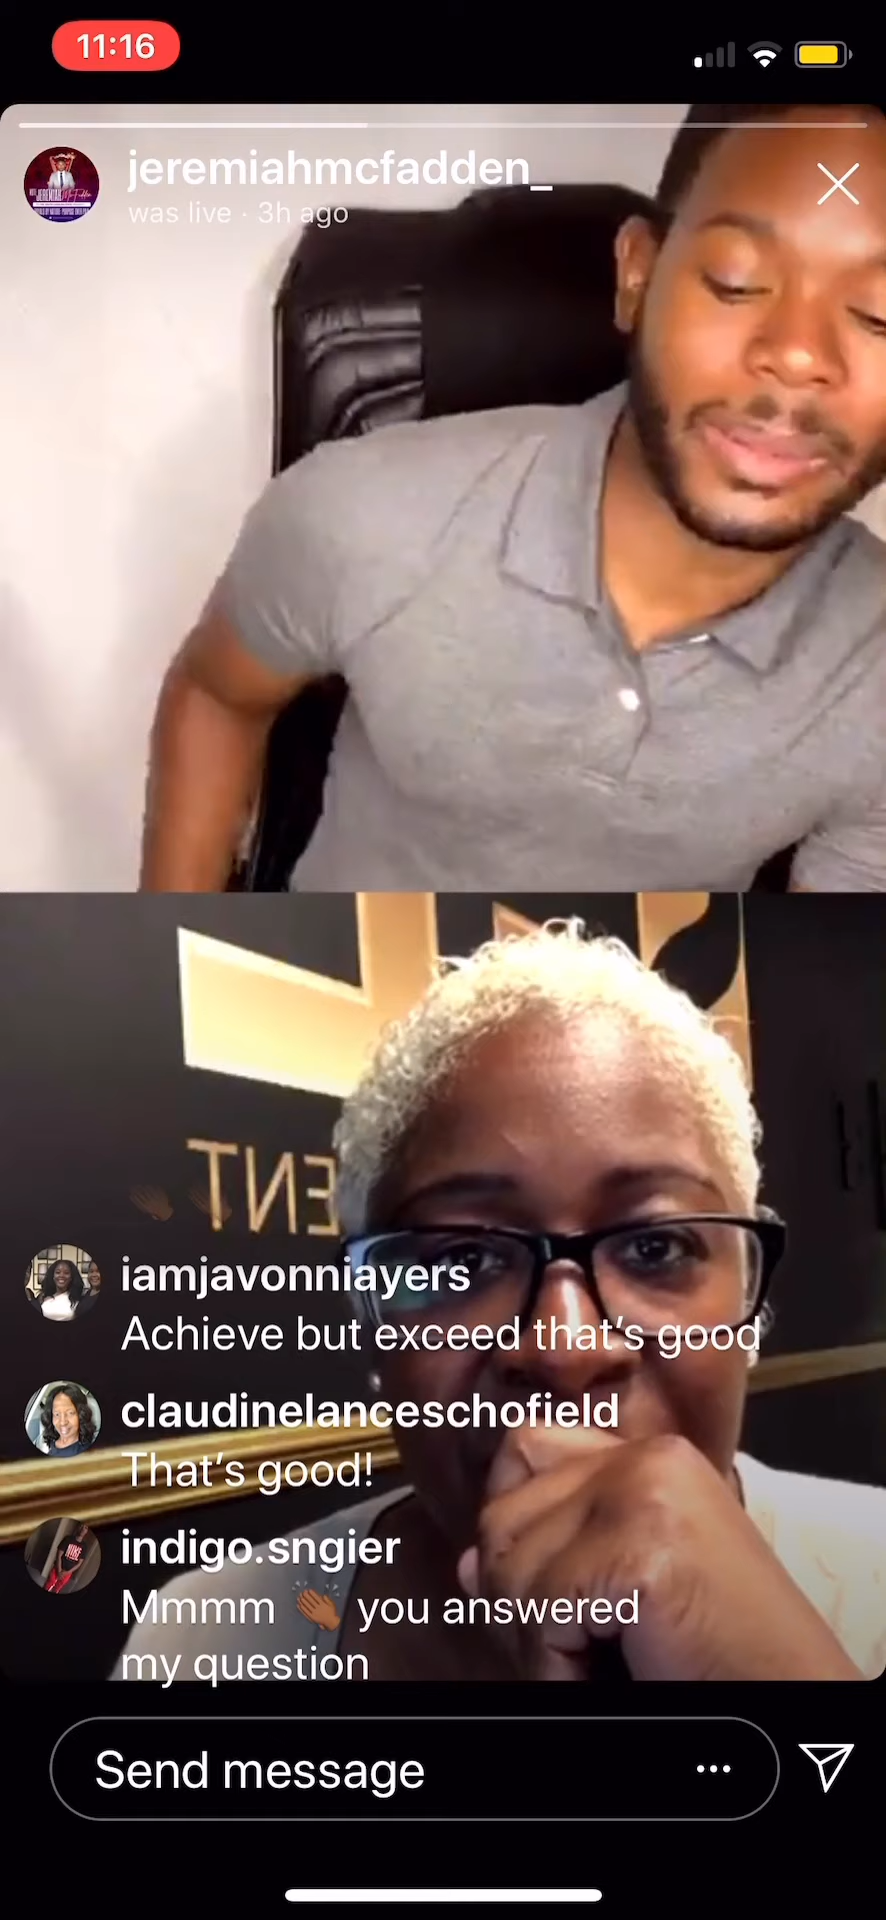 11:16
jeremiahmcfadden_
was live · 3h ago
ENT
iamjavonniayers
Achieve but exceed that's good
claudinelanceschofield
That's good!
indigo.sngier
Mmmm 👏🏾 you answered
my question
Send message